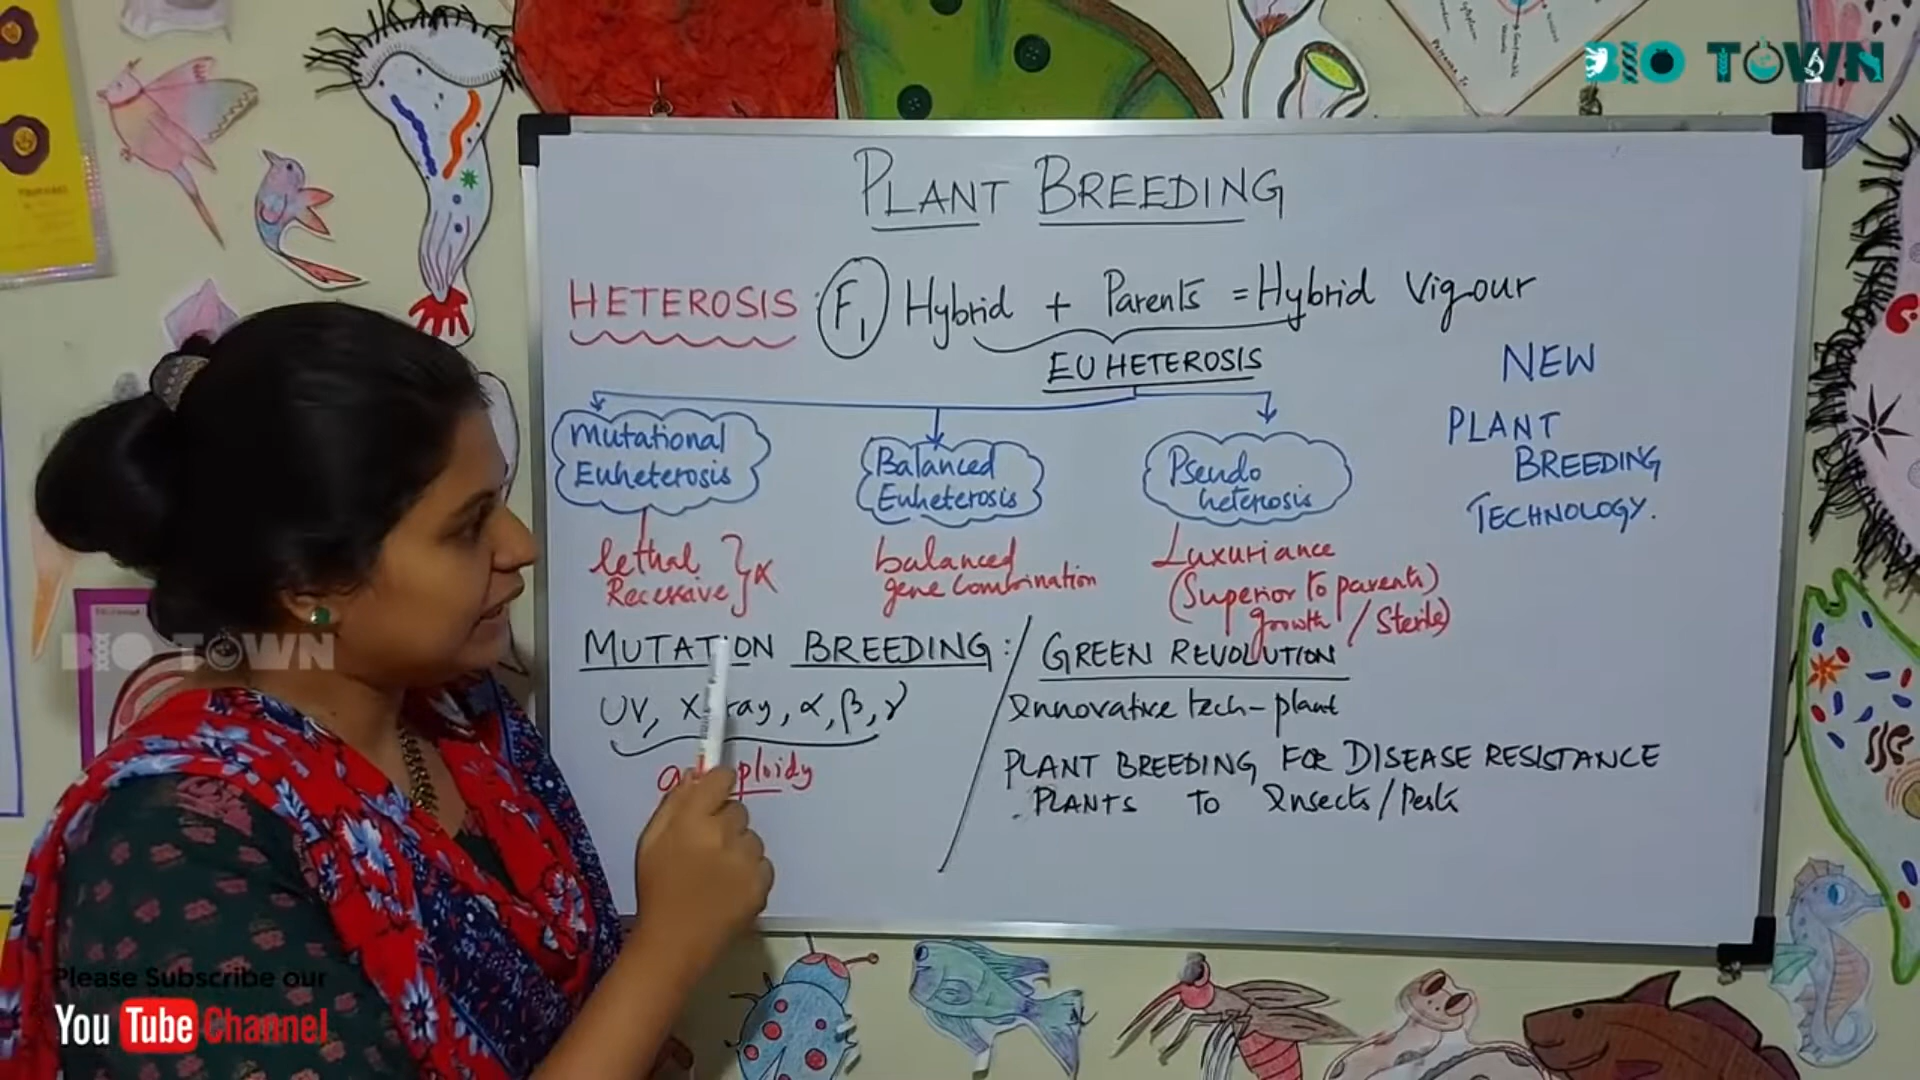 BIO TOWN
PLANT BREEDING
HETEROSIS : F1 Hybrid + Parents = Hybrid Vigour
EUHETEROSIS
NEW
PLANT
BREEDING
TECHNOLOGY.
Mutational
Euheterosis
Balanced
Euheterosis
Pseudo
heterosis
lethal
Recessive
balanced
gene combination
Luxuriance
(Superior to parents)
growth / Sterile)
MUTATION BREEDING :
UV, X-ray, α, β, γ
ploidy
GREEN REVOLUTION
Innovative tech - plant
PLANT BREEDING FOR DISEASE RESISTANCE
PLANTS TO Insects/Pests
BIO TOWN
Please Subscribe our
YouTube Channel